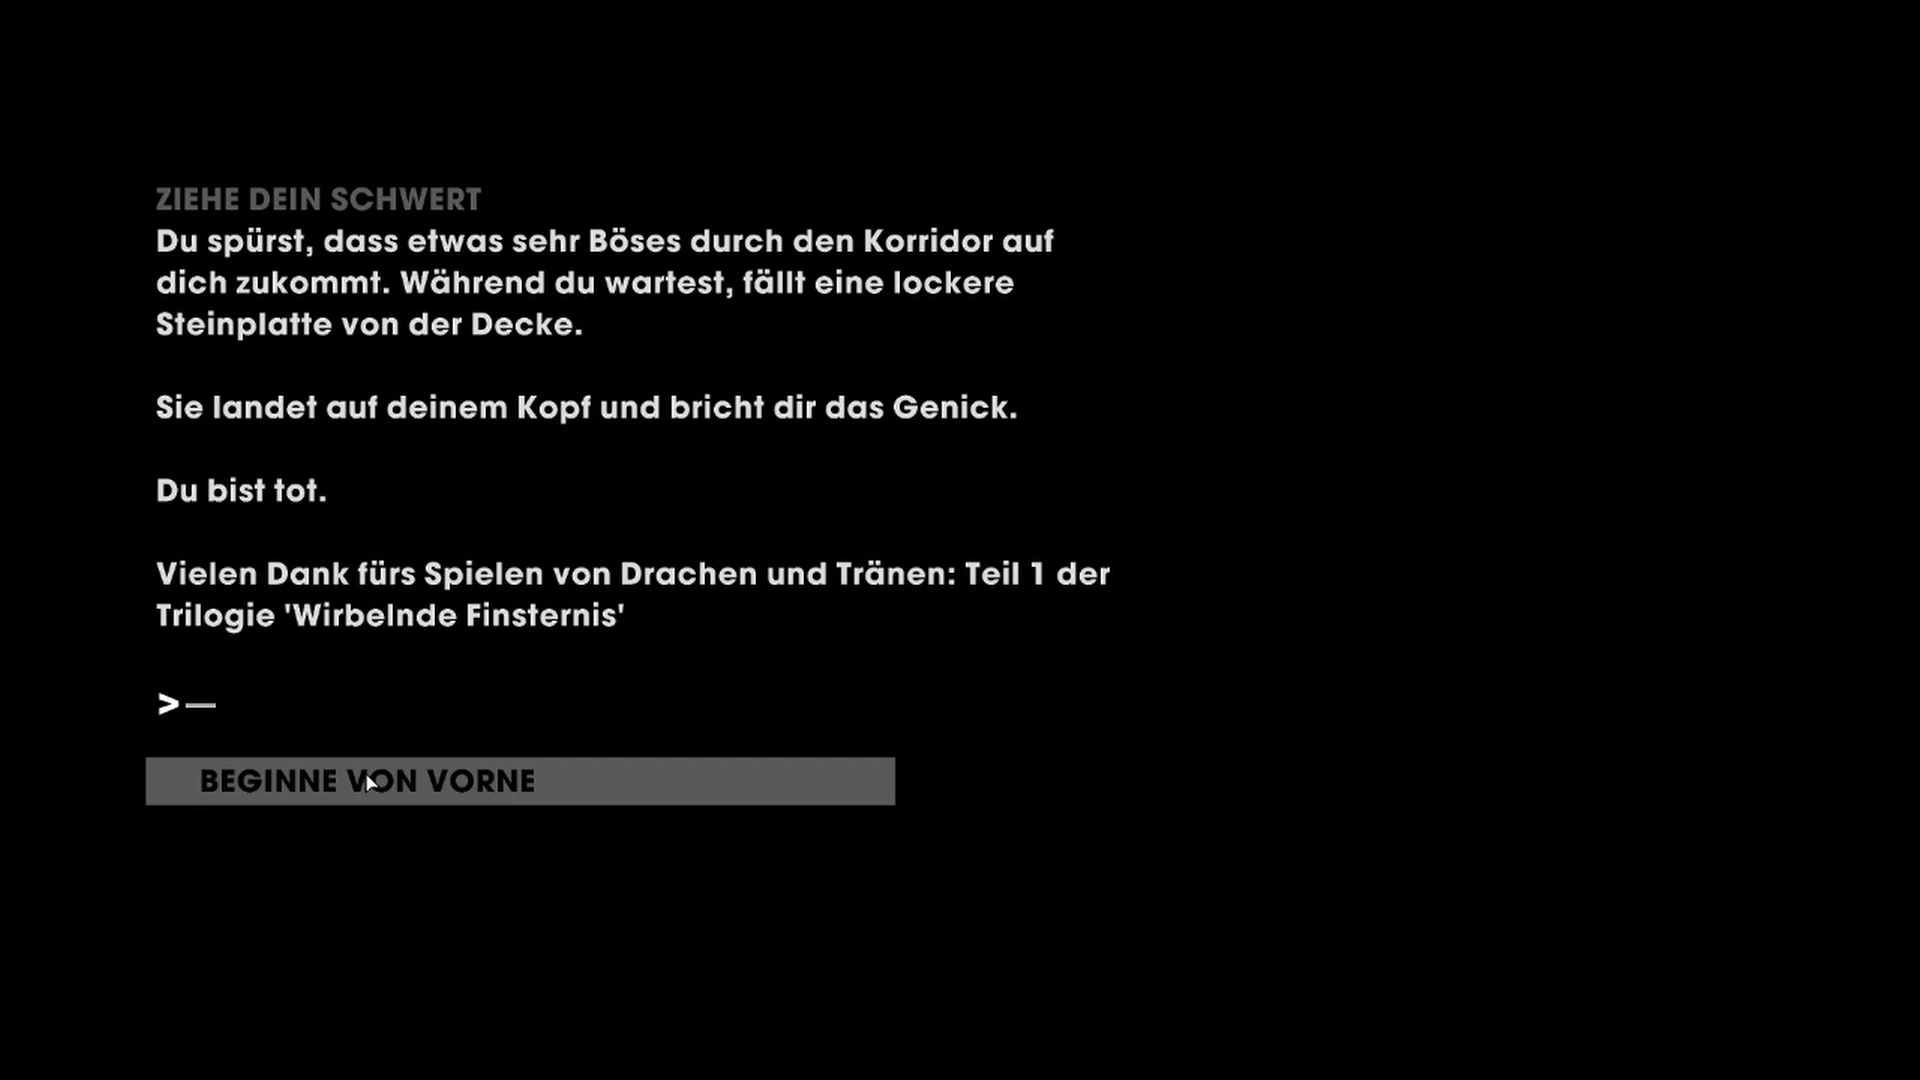 ZIEHE DEIN SCHWERT
Du spürst, dass etwas sehr Böses durch den Korridor auf
dich zukommt. Während du wartest, fällt eine lockere
Steinplatte von der Decke.
Sie landet auf deinem Kopf und bricht dir das Genick.
Du bist tot.
Vielen Dank fürs Spielen von Drachen und Tränen: Teil 1 der
Trilogie 'Wirbelnde Finsternis'
>—
BEGINNE VON VORNE